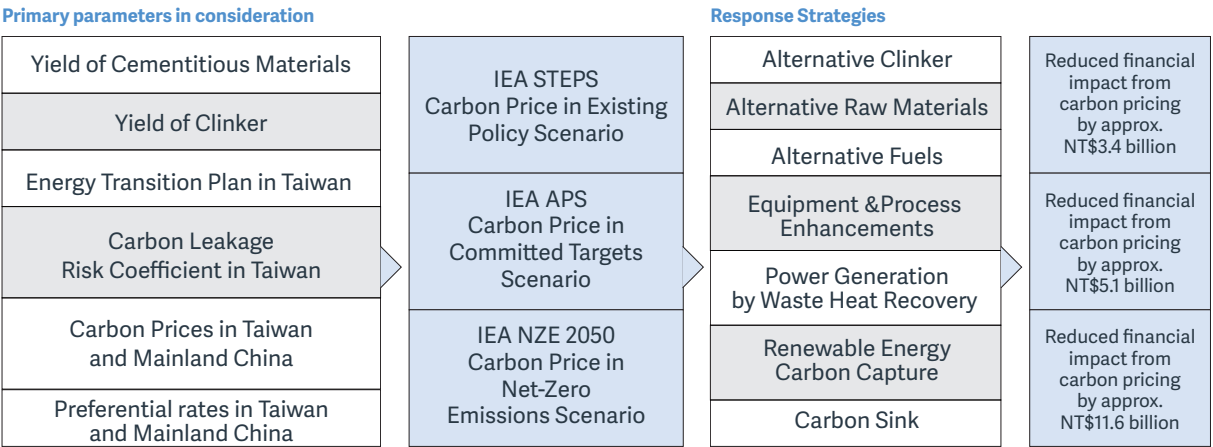 Primary parameters in consideration
Yield of Cementitious Materials
Yield of Clinker
Energy Transition Plan in Taiwan
Carbon Leakage
Risk Coefficient in Taiwan
Carbon Prices in Taiwan
and Mainland China
Preferential rates in Taiwan
and Mainland China
IEA STEPS
Carbon Price in Existing
Policy Scenario
IEA APS
Carbon Price in
Committed Targets
Scenario
IEA NZE 2050
Carbon Price in
Net-Zero
Emissions Scenario
Response Strategies
Alternative Clinker
Alternative Raw Materials
Alternative Fuels
Equipment &Process
Enhancements
Power Generation
by Waste Heat Recovery
Renewable Energy
Carbon Capture
Carbon Sink
Reduced financial
impact from
carbon pricing
by approx.
NT$3.4 billion
Reduced financial
impact from
carbon pricing
by approx.
NT$5.1 billion
Reduced financial
impact from
carbon pricing
by approx.
NT$11.6 billion